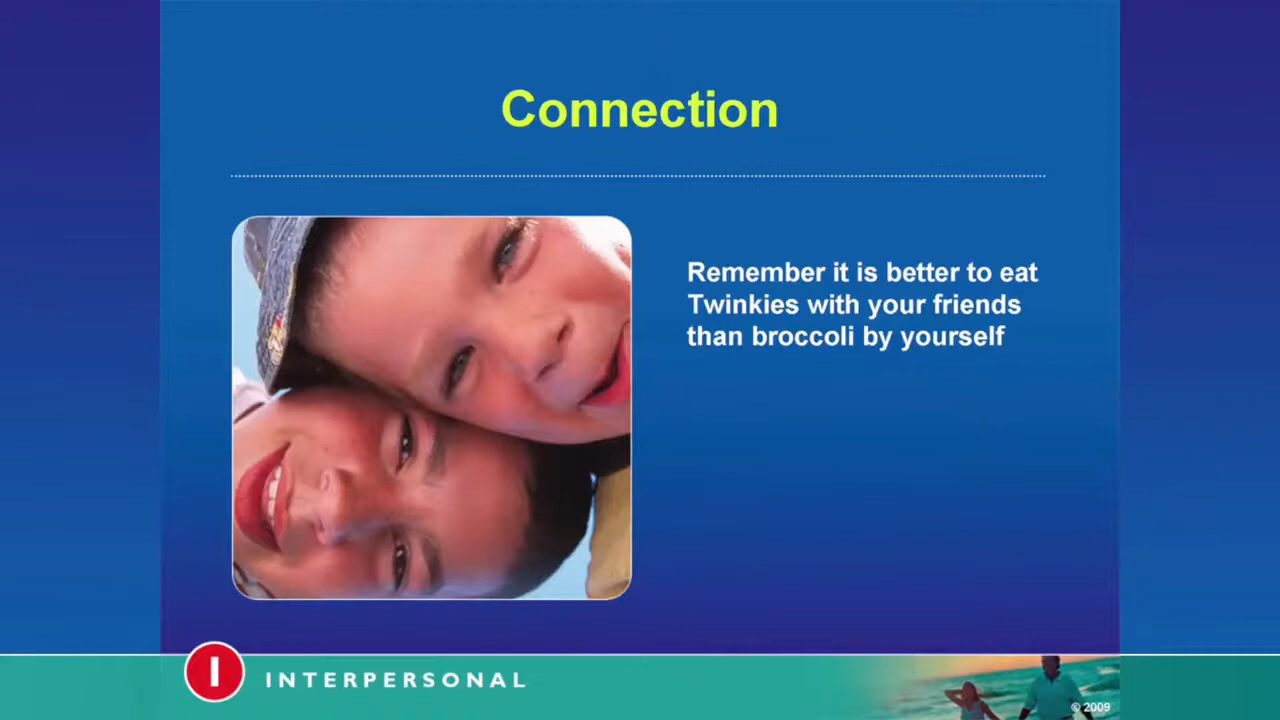 Connection
Remember it is better to eat
Twinkies with your friends
than broccoli by yourself
I
INTERPERSONAL
© 2009